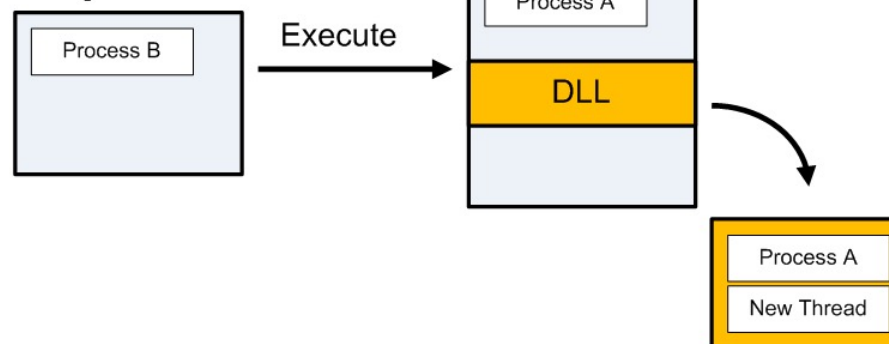 Process B
Execute
Process A
DLL
Process A
New Thread